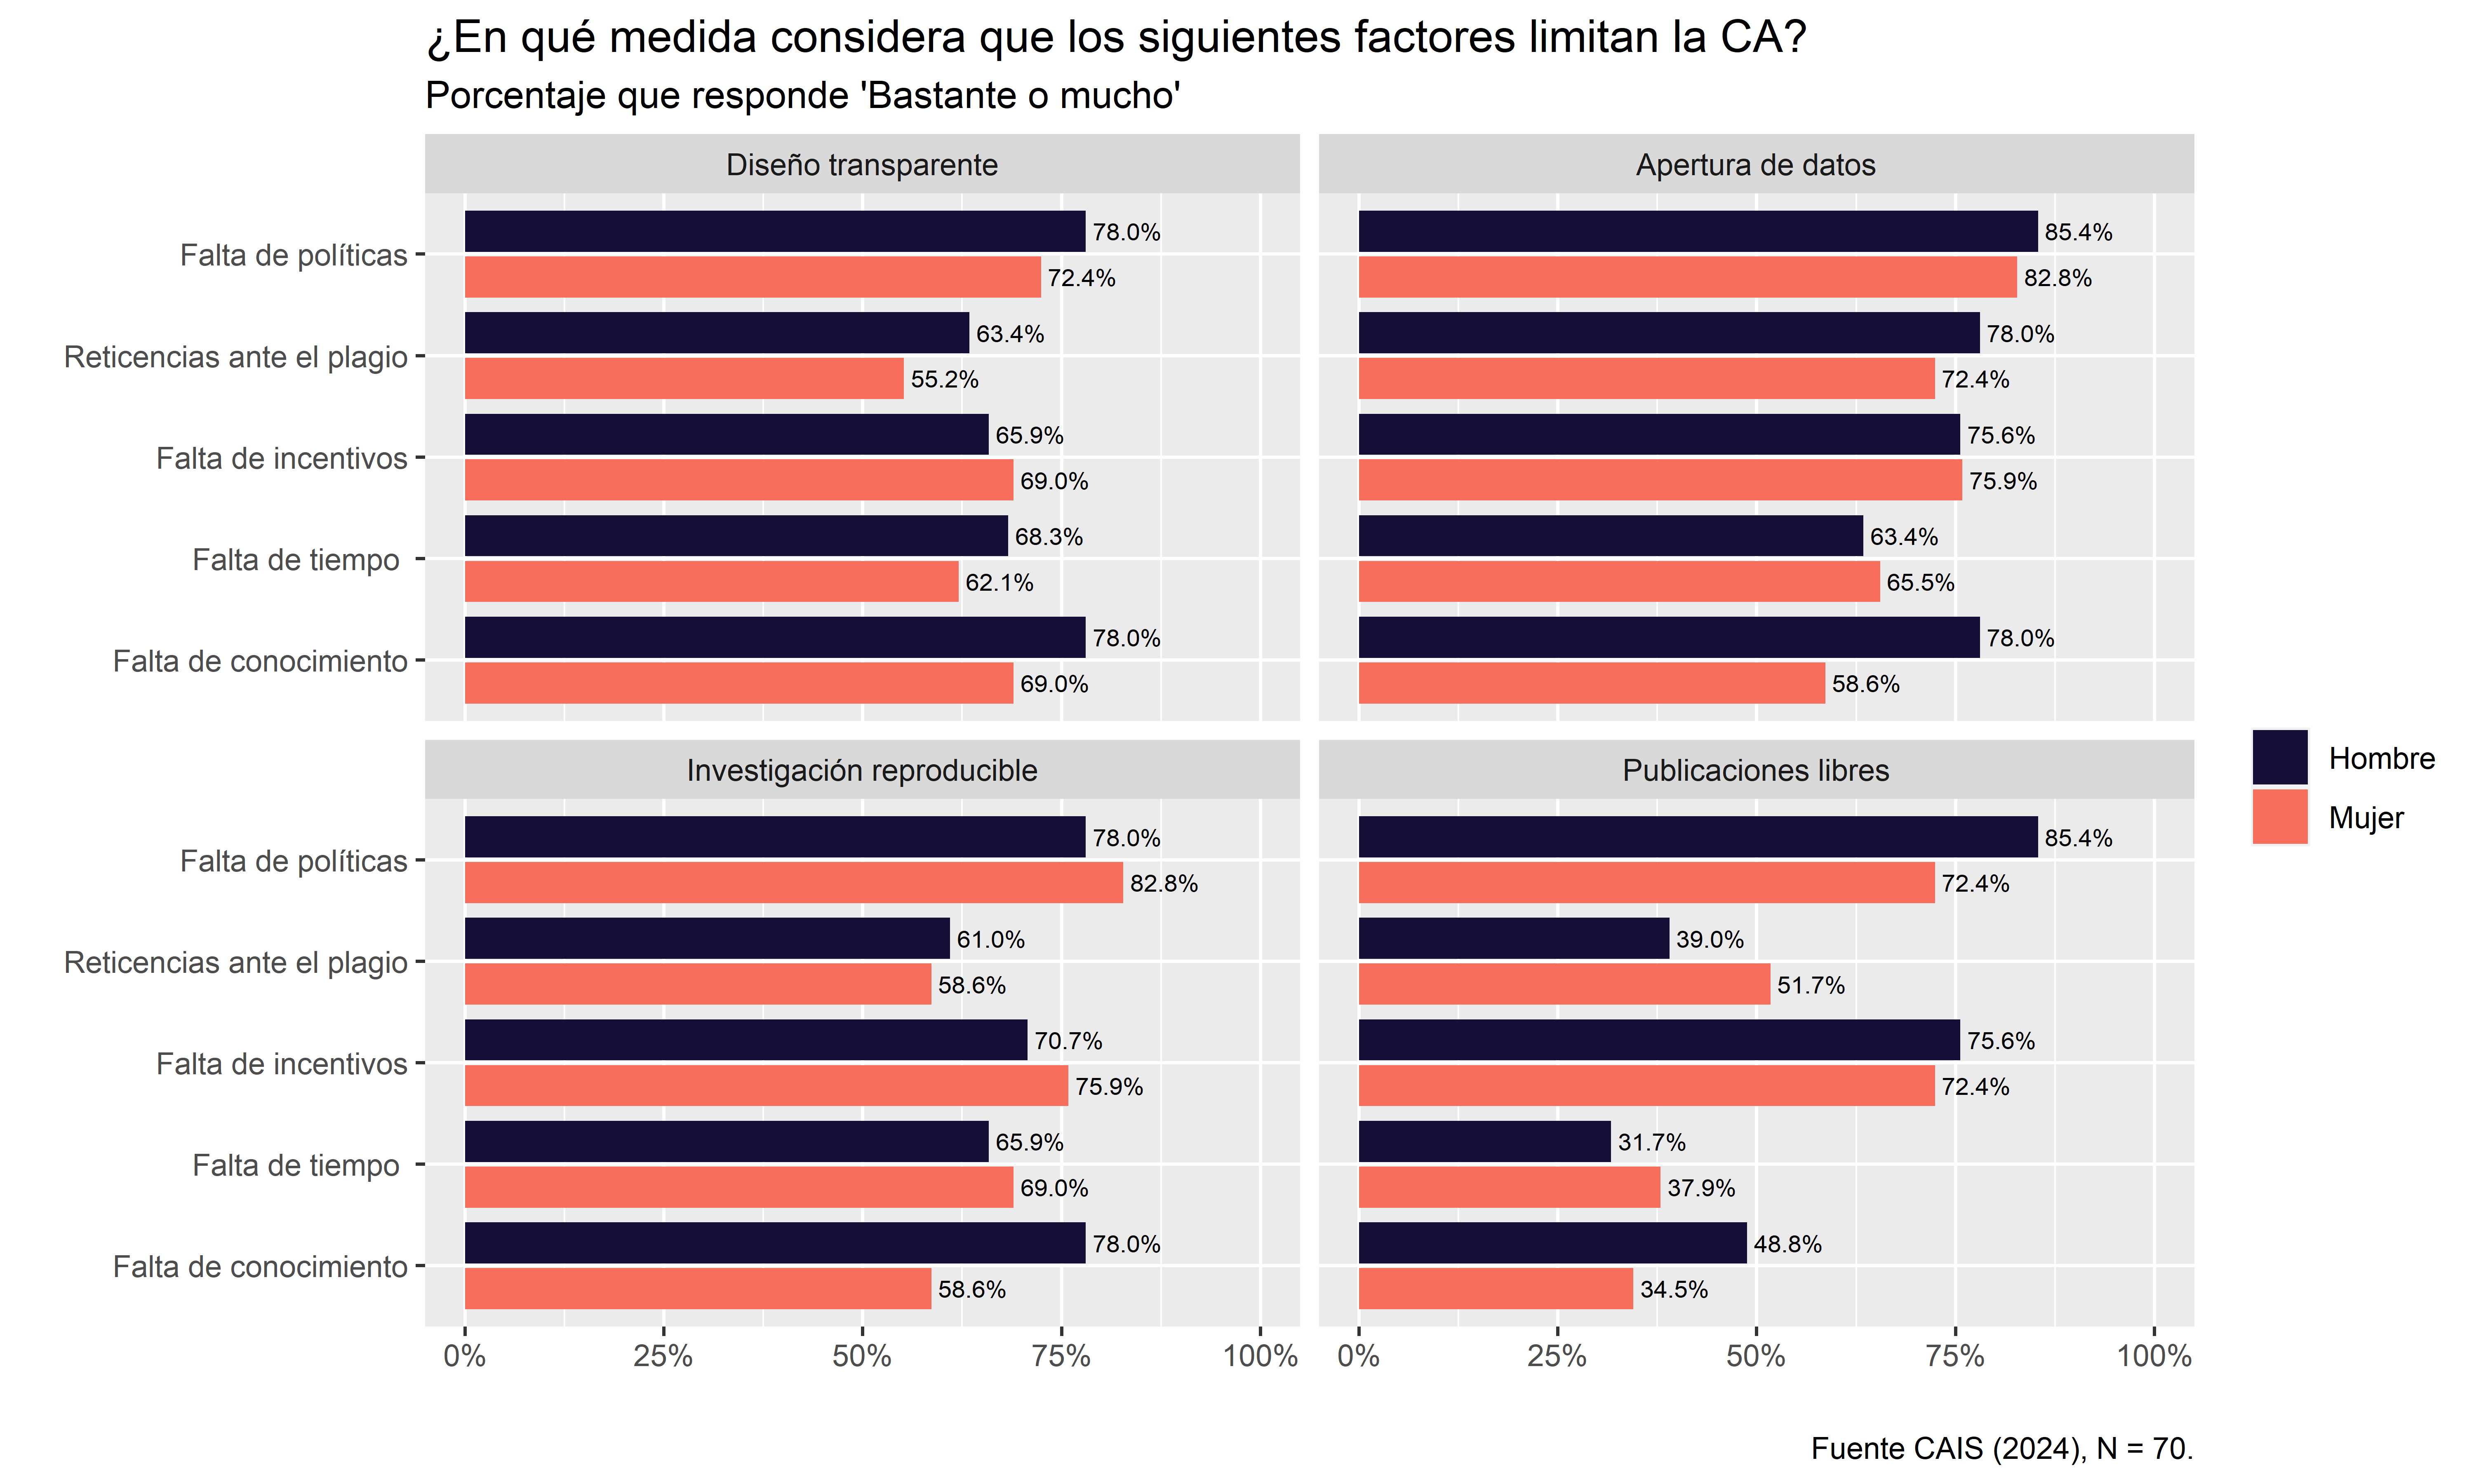 ¿En qué medida considera que los siguientes factores limitan la CA?
Porcentaje que responde 'Bastante o mucho'
Diseño transparente
Falta de políticas
78.0%
72.4%
Reticencias ante el plagio
63.4%
55.2%
Falta de incentivos
65.9%
69.0%
Falta de tiempo
68.3%
62.1%
Falta de conocimiento
78.0%
69.0%
Apertura de datos
85.4%
82.8%
78.0%
72.4%
75.6%
75.9%
63.4%
65.5%
78.0%
58.6%
Investigación reproducible
Falta de políticas
78.0%
82.8%
Reticencias ante el plagio
61.0%
58.6%
Falta de incentivos
70.7%
75.9%
Falta de tiempo
65.9%
69.0%
Falta de conocimiento
78.0%
58.6%
0% 25% 50% 75% 100%
Publicaciones libres
85.4%
72.4%
39.0%
51.7%
75.6%
72.4%
31.7%
37.9%
48.8%
34.5%
0% 25% 50% 75% 100%
Hombre
Mujer
Fuente CAIS (2024), N = 70.